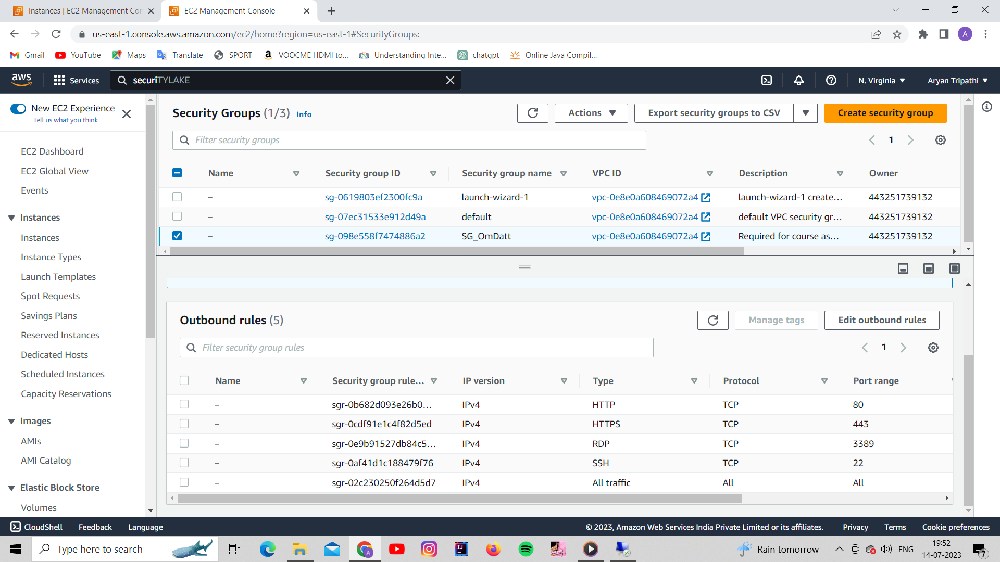 Instances | EC2 Management Con
EC2 Management Console
us-east-1.console.aws.amazon.com/ec2/home?region=us-east-1#SecurityGroups:
A
Gmail
YouTube
Maps
Translate
SPORT
VOOCME HDMI to...
Understanding Inte...
chatgpt
Online Java Compil...
aws
Services
securiTYLAKE
N. Virginia
Aryan Tripathi
New EC2 Experience
Tell us what you think
EC2 Dashboard
EC2 Global View
Events
Instances
Instances
Instance Types
Launch Templates
Spot Requests
Savings Plans
Reserved Instances
Dedicated Hosts
Scheduled Instances
Capacity Reservations
Images
AMIs
AMI Catalog
Elastic Block Store
Volumes
Security Groups (1/3) Info
Actions
Export security groups to CSV
Create security group
Filter security groups
1
Name Security group ID Security group name VPC ID Description Owner
– sg-0619803ef2300fc9a launch-wizard-1 vpc-0e8e0a608469072a4 launch-wizard-1 create... 443251739132
– sg-07ec31533e912d49a default vpc-0e8e0a608469072a4 default VPC security gr... 443251739132
– sg-098e558f7474886a2 SG_OmDatt vpc-0e8e0a608469072a4 Required for course as... 443251739132
Outbound rules (5)
Manage tags
Edit outbound rules
Filter security group rules
1
Name Security group rule... IP version Type Protocol Port range
– sgr-0b682d093e26b0... IPv4 HTTP TCP 80
– sgr-0cdf91e1c4f82d5ed IPv4 HTTPS TCP 443
– sgr-0e9b91527db84c5... IPv4 RDP TCP 3389
– sgr-0af41d1c188479f76 IPv4 SSH TCP 22
– sgr-02c230250f264d5d7 IPv4 All traffic All All
CloudShell
Feedback
Language
© 2023, Amazon Web Services India Private Limited or its affiliates.
Privacy
Terms
Cookie preferences
Type here to search
Rain tomorrow
ENG
19:52
14-07-2023
7